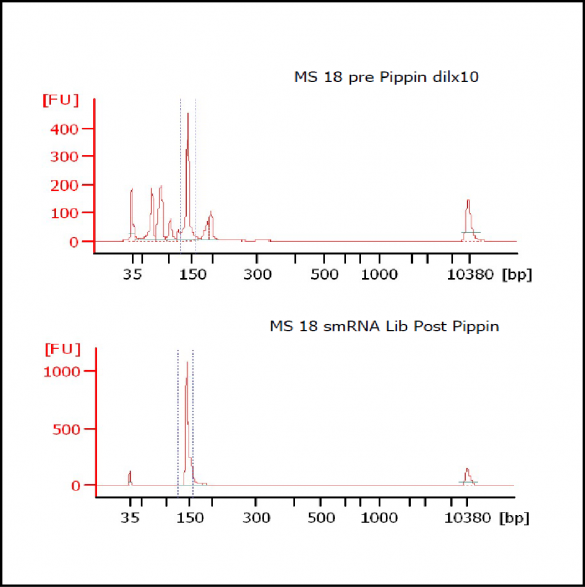 MS 18 pre Pippin dilx10
[FU]
400
300
200
100
0
35 150 300 500 1000 10380 [bp]
MS 18 smRNA Lib Post Pippin
[FU]
1000
500
0
35 150 300 500 1000 10380 [bp]